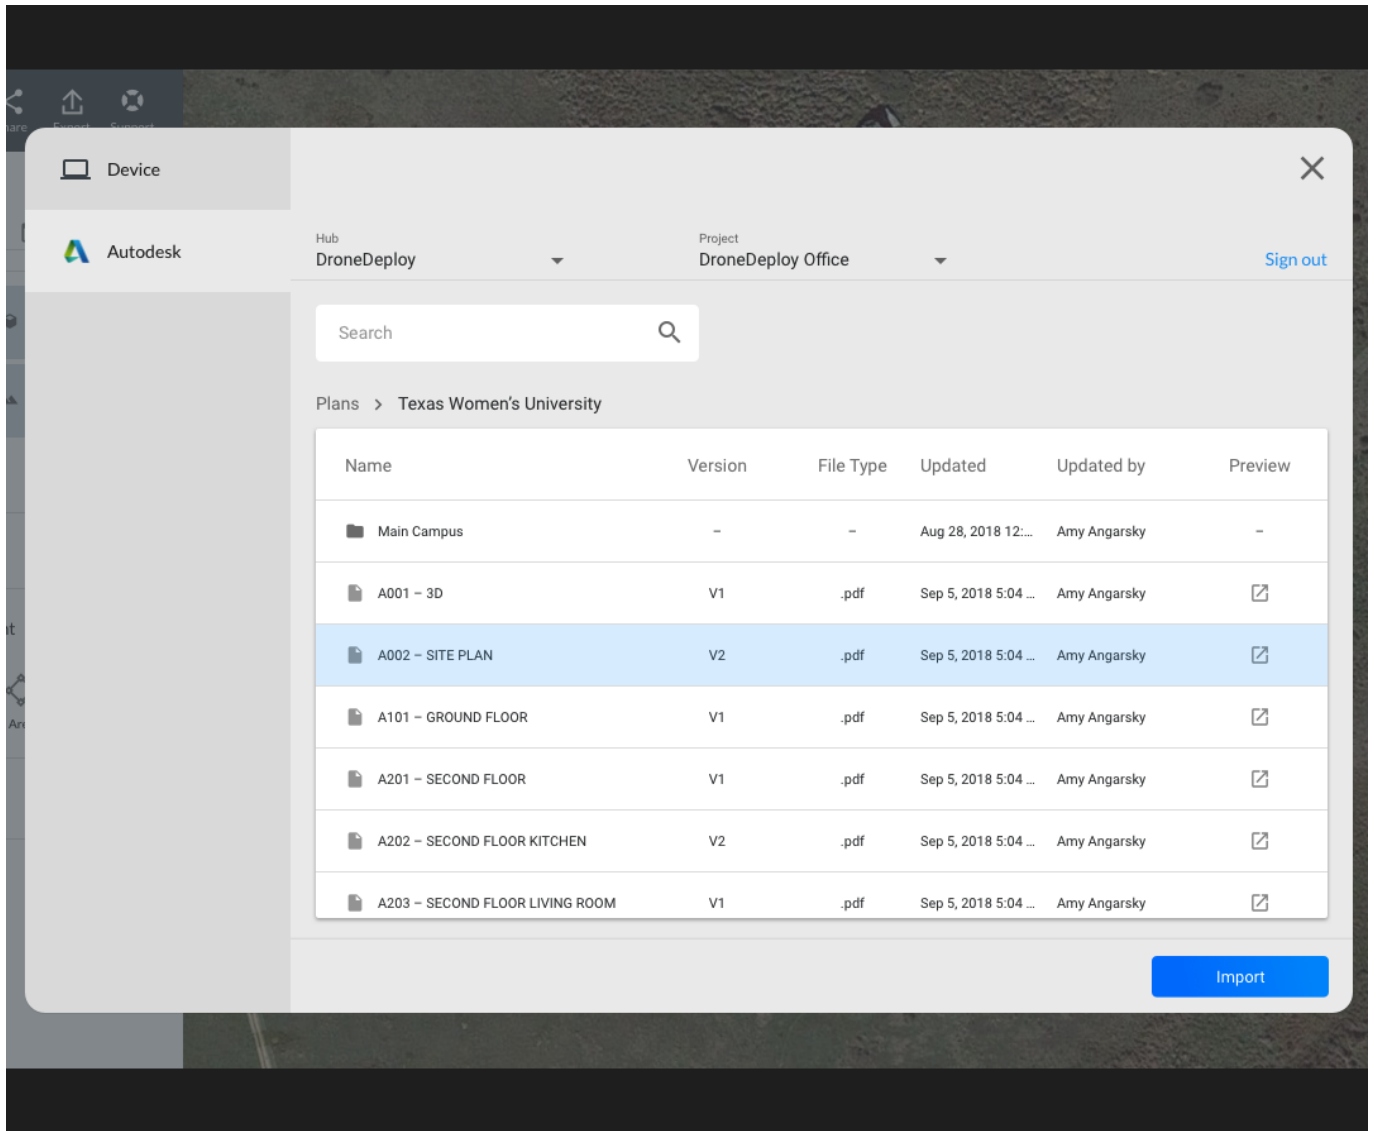 Export Support
Device
Autodesk
Hub
DroneDeploy
Project
DroneDeploy Office
Sign out
Search
Plans > Texas Women's University
Name Version File Type Updated Updated by Preview
Main Campus – – Aug 28, 2018 12:... Amy Angarsky –
A001 – 3D V1 .pdf Sep 5, 2018 5:04 ... Amy Angarsky
A002 – SITE PLAN V2 .pdf Sep 5, 2018 5:04 ... Amy Angarsky
A101 – GROUND FLOOR V1 .pdf Sep 5, 2018 5:04 ... Amy Angarsky
A201 – SECOND FLOOR V1 .pdf Sep 5, 2018 5:04 ... Amy Angarsky
A202 – SECOND FLOOR KITCHEN V2 .pdf Sep 5, 2018 5:04 ... Amy Angarsky
A203 – SECOND FLOOR LIVING ROOM V1 .pdf Sep 5, 2018 5:04 ... Amy Angarsky
Import